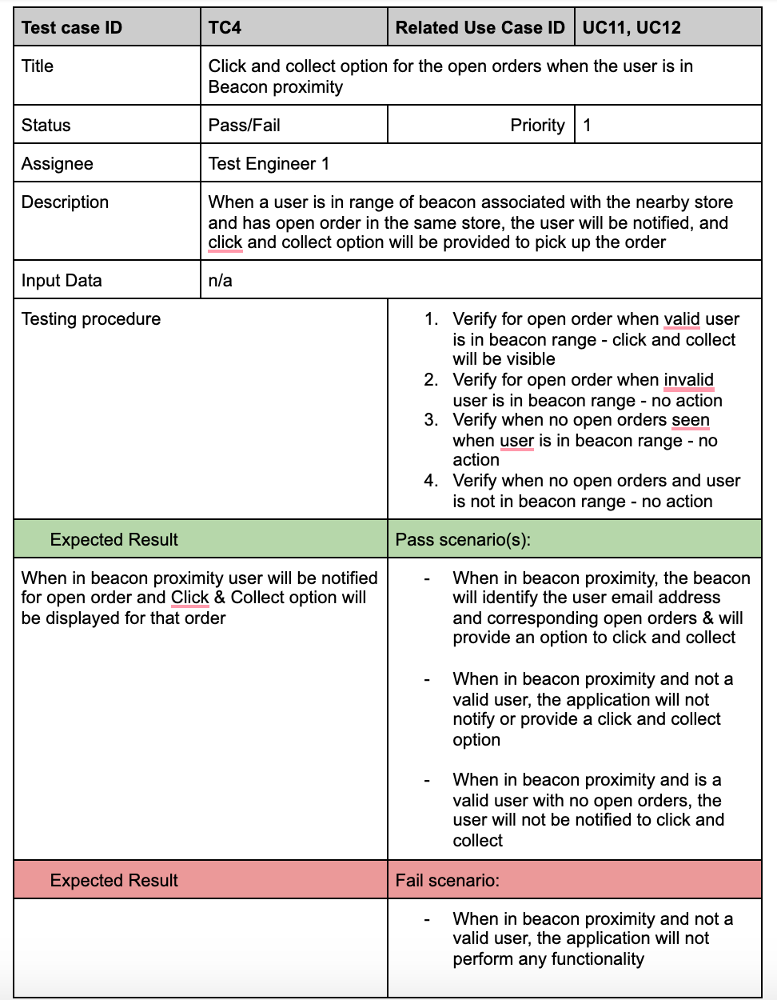 Test case ID TC4 Related Use Case ID UC11, UC12
Title Click and collect option for the open orders when the user is in
Beacon proximity
Status Pass/Fail Priority 1
Assignee Test Engineer 1
Description When a user is in range of beacon associated with the nearby store
and has open order in the same store, the user will be notified, and
click and collect option will be provided to pick up the order
Input Data n/a
Testing procedure
1. Verify for open order when valid user
is in beacon range - click and collect
will be visible
2. Verify for open order when invalid
user is in beacon range - no action
3. Verify when no open orders seen
when user is in beacon range - no
action
4. Verify when no open orders and user
is not in beacon range - no action
Expected Result Pass scenario(s):
When in beacon proximity user will be notified
for open order and Click & Collect option will
be displayed for that order
- When in beacon proximity, the beacon
will identify the user email address
and corresponding open orders & will
provide an option to click and collect
- When in beacon proximity and not a
valid user, the application will not
notify or provide a click and collect
option
- When in beacon proximity and is a
valid user with no open orders, the
user will not be notified to click and
collect
Expected Result Fail scenario:
- When in beacon proximity and not a
valid user, the application will not
perform any functionality